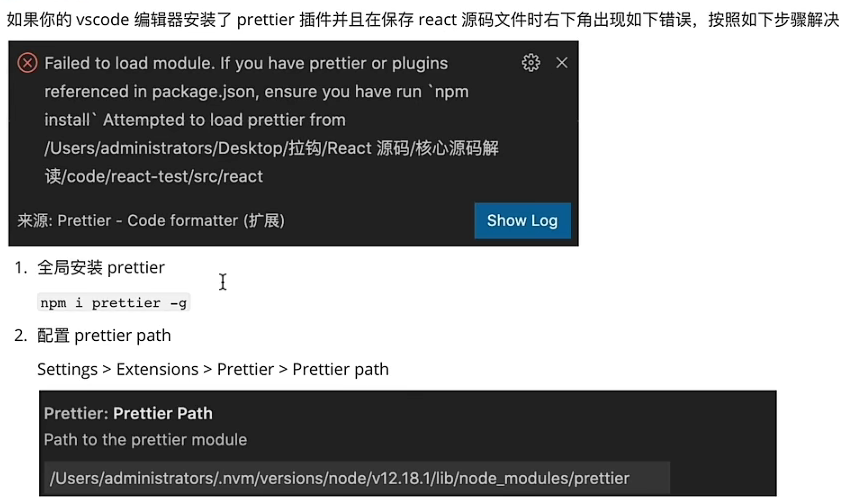 如果你的 vscode 编辑器安装了 prettier 插件并且在保存 react 源码文件时右下角出现如下错误，按照如下步骤解决
Failed to load module. If you have prettier or plugins
referenced in package.json, ensure you have run `npm
install` Attempted to load prettier from
/Users/administrators/Desktop/拉钩/React 源码/核心源码解
读/code/react-test/src/react
来源: Prettier - Code formatter (扩展)
Show Log
1. 全局安装 prettier
npm i prettier -g
2. 配置 prettier path
Settings > Extensions > Prettier > Prettier path
Prettier: Prettier Path
Path to the prettier module
/Users/administrators/.nvm/versions/node/v12.18.1/lib/node_modules/prettier